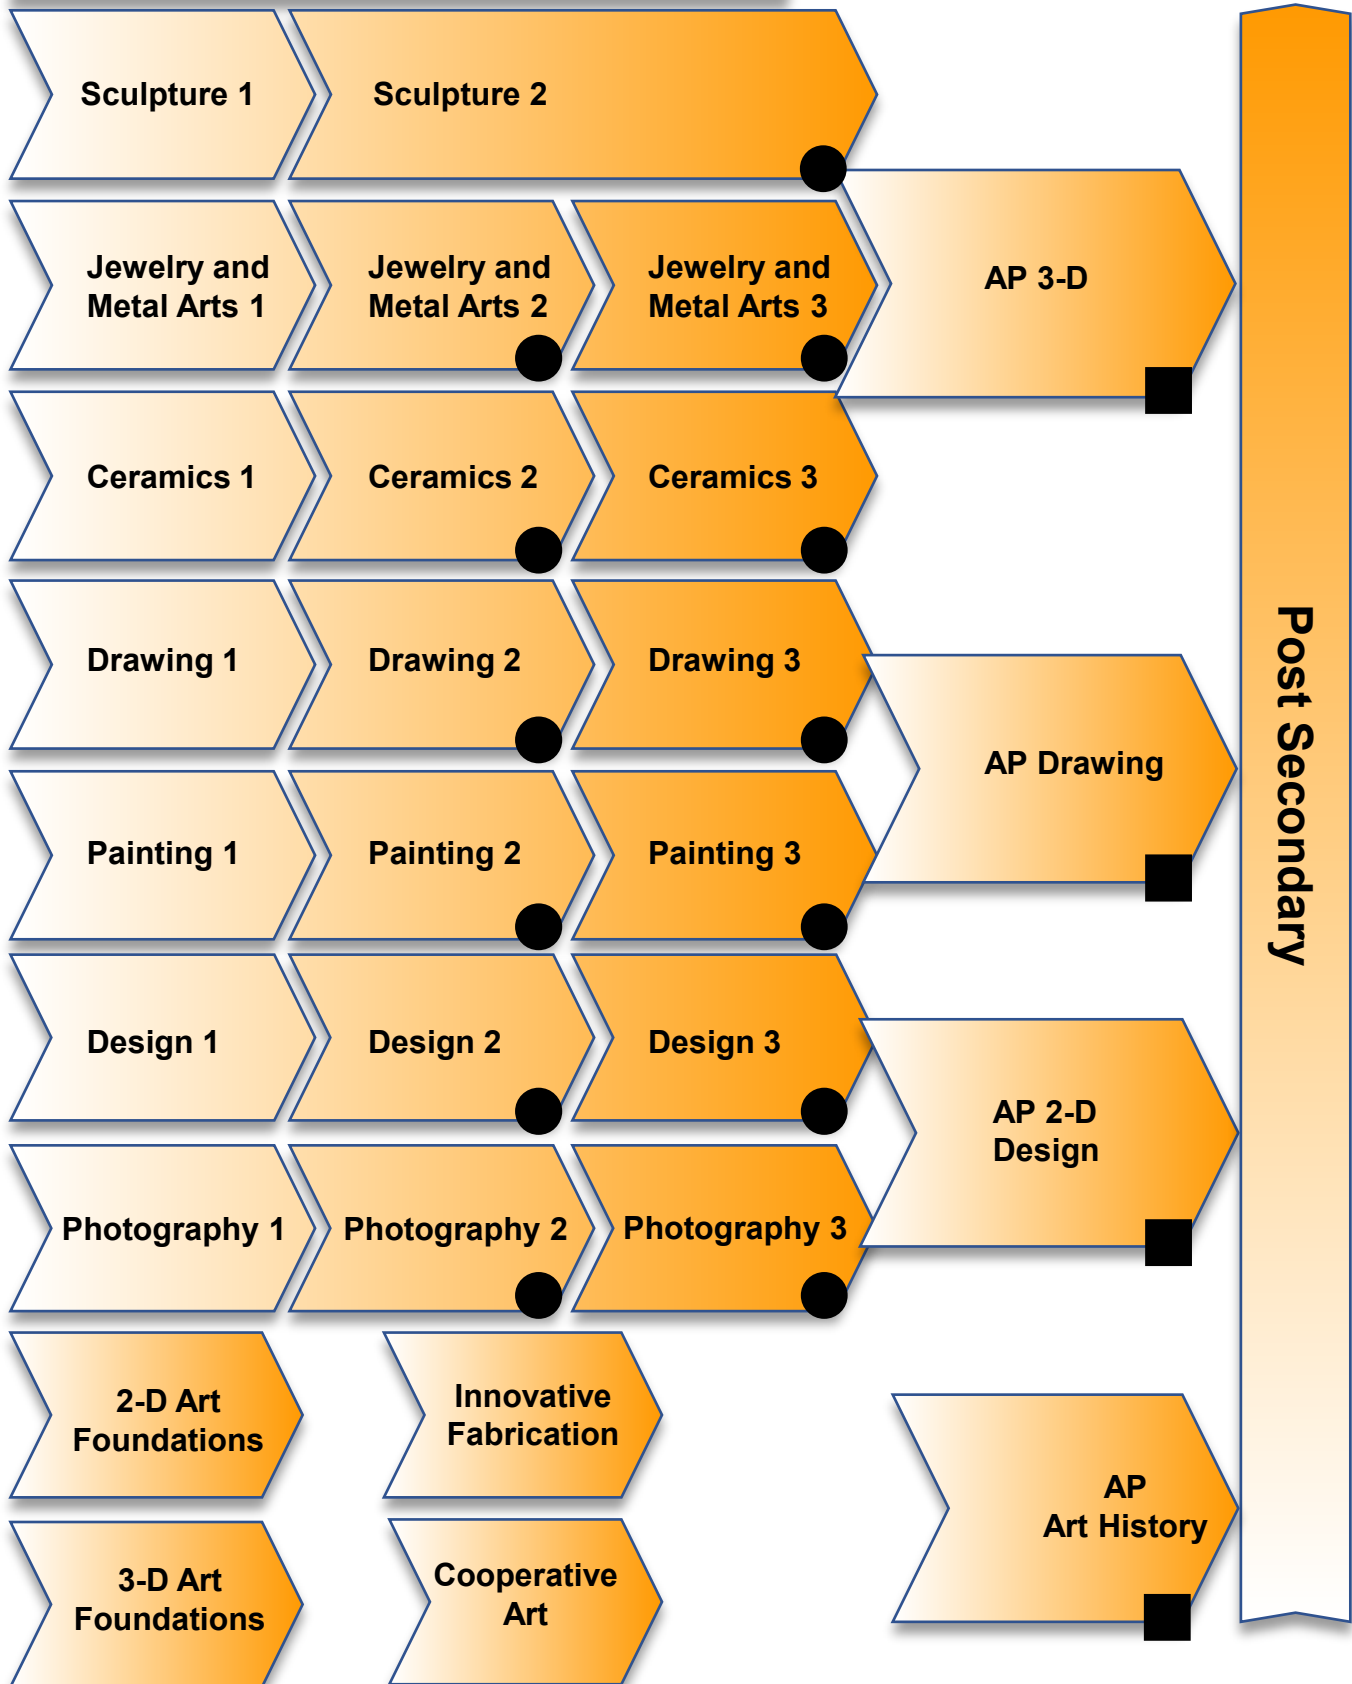 Sculpture 1
Sculpture 2
Jewelry and
Metal Arts 1
Jewelry and
Metal Arts 2
Jewelry and
Metal Arts 3
AP 3-D
Ceramics 1
Ceramics 2
Ceramics 3
Drawing 1
Drawing 2
Drawing 3
AP Drawing
Painting 1
Painting 2
Painting 3
Design 1
Design 2
Design 3
AP 2-D
Design
Photography 1
Photography 2
Photography 3
2-D Art
Foundations
Innovative
Fabrication
AP
Art History
3-D Art
Foundations
Cooperative
Art
Post Secondary